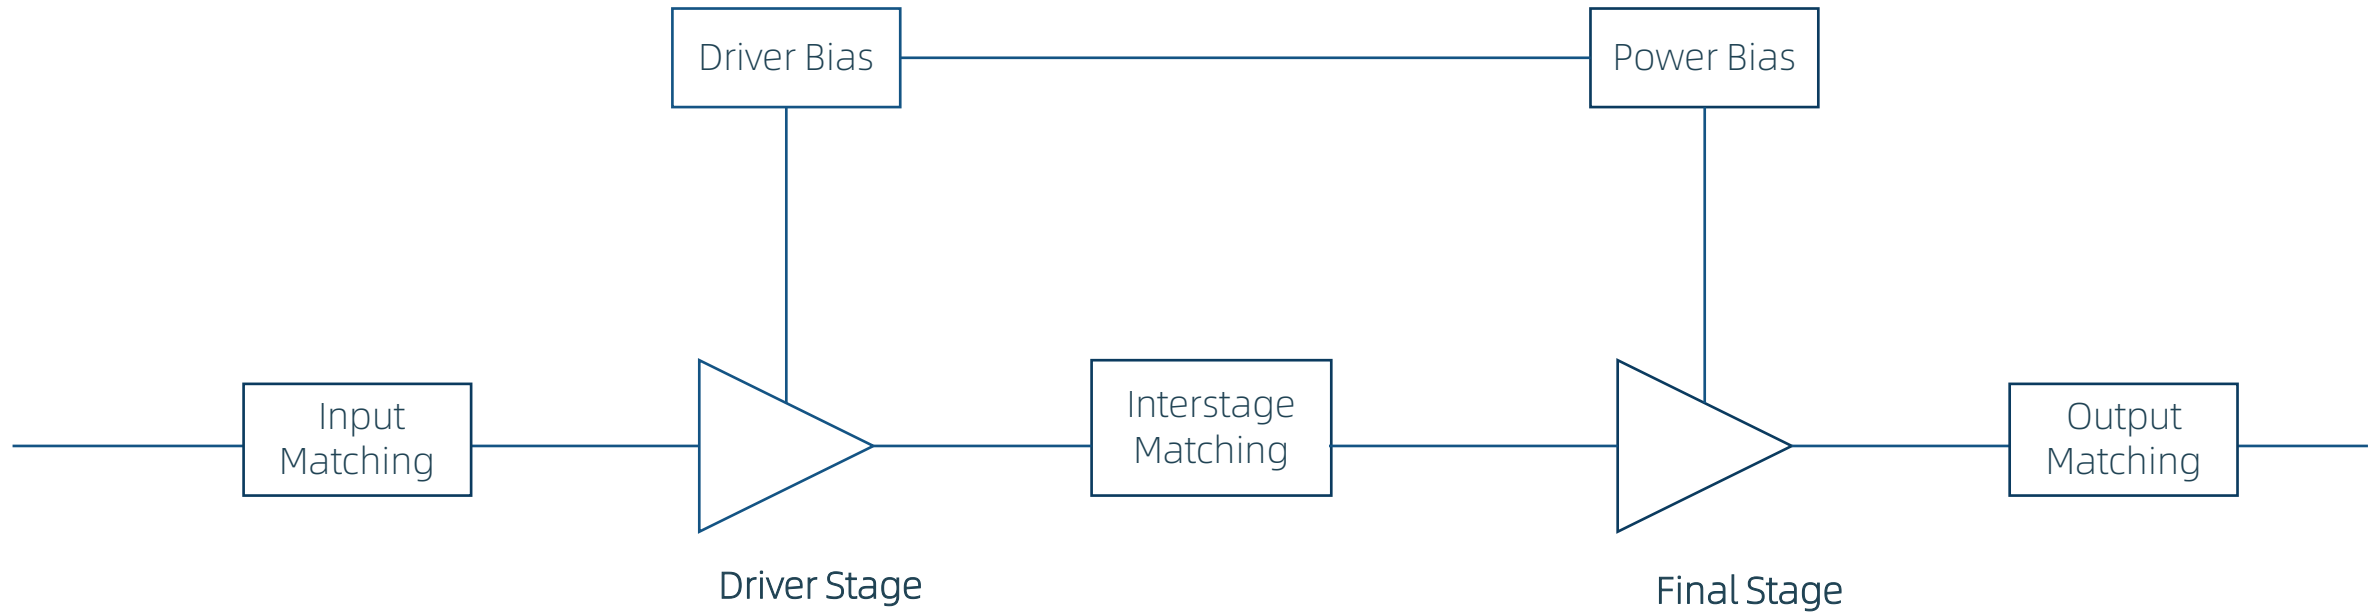 Driver Bias
Power Bias
Input
Matching
Interstage
Matching
Output
Matching
Driver Stage
Final Stage